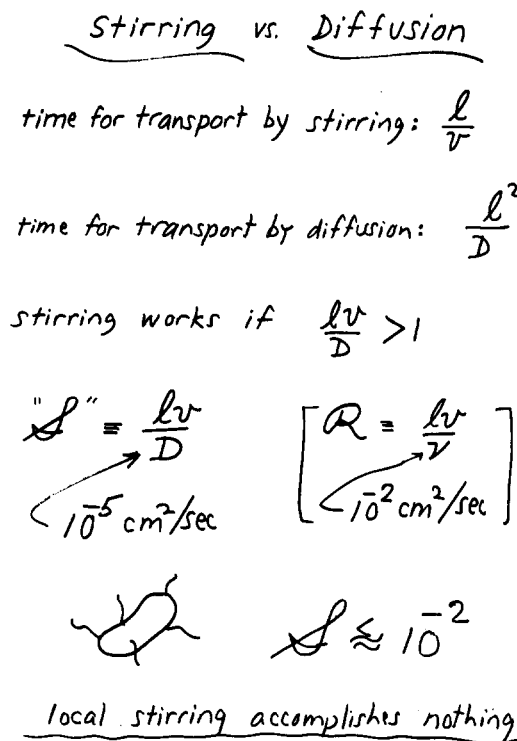 Stirring vs. Diffusion
time for transport by stirring: l/v
time for transport by diffusion: l²/D
stirring works if lv/D > 1
"S" ≡ lv/D [R ≡ lv/ν
10⁻⁵ cm²/sec 10⁻² cm²/sec]
S ⪅ 10⁻²
local stirring accomplishes nothing